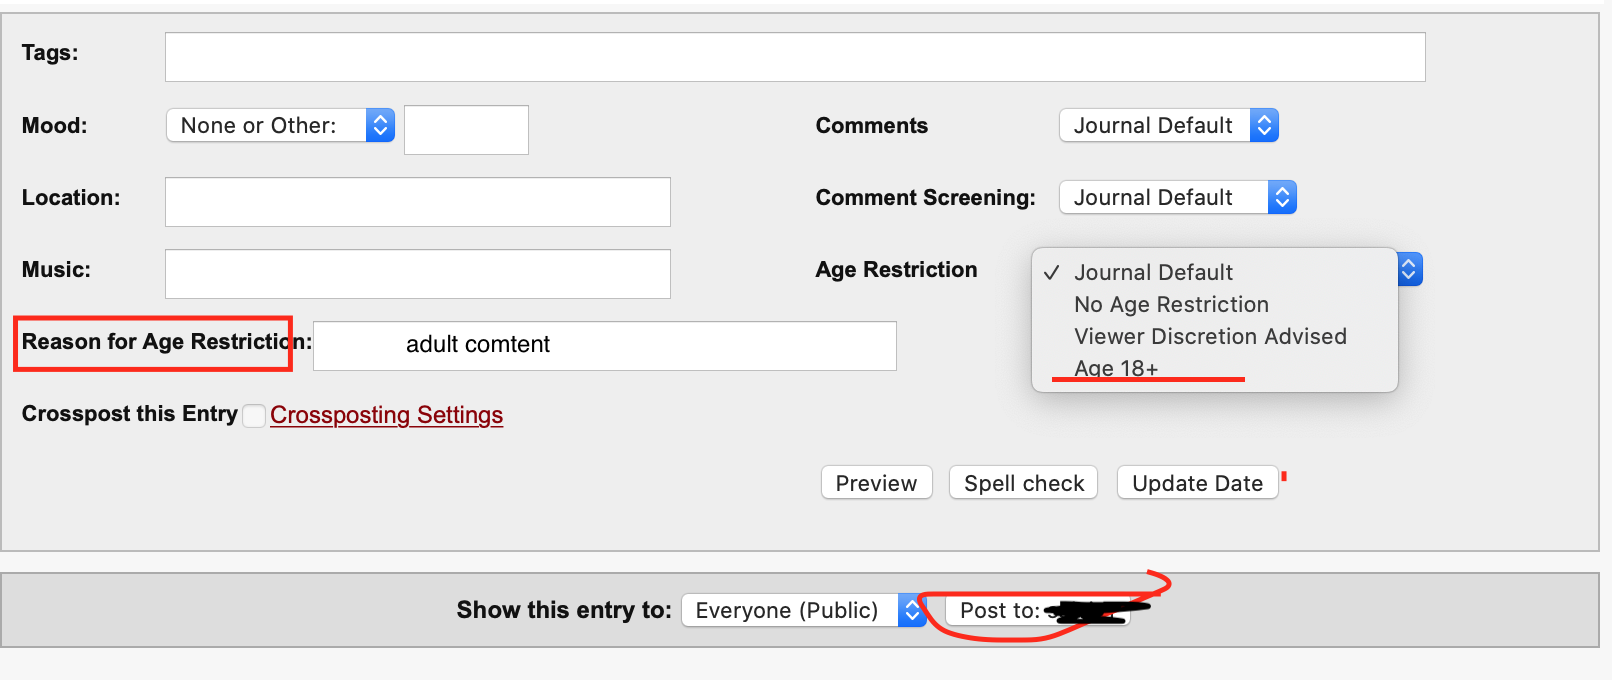 Tags:
Mood: None or Other: Comments Journal Default
Location: Comment Screening: Journal Default
Music: Age Restriction ✓ Journal Default
No Age Restriction
Viewer Discretion Advised
Age 18+
Reason for Age Restriction: adult comtent
Crosspost this Entry Crossposting Settings
Preview Spell check Update Date
Show this entry to: Everyone (Public) Post to: